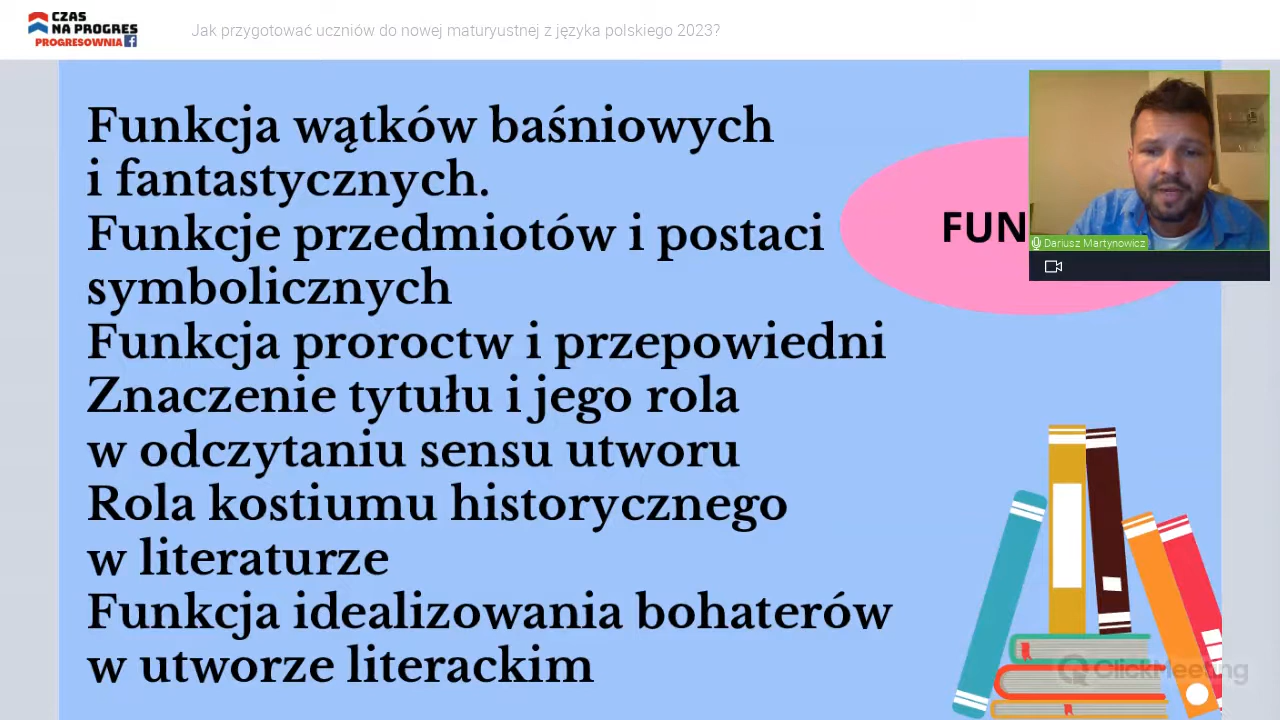 CZAS
NA PROGRES
PROGRESOWNIA
Jak przygotować uczniów do nowej maturyustnej z języka polskiego 2023?
Funkcja wątków baśniowych
i fantastycznych.
Funkcje przedmiotów i postaci
symbolicznych
Funkcja proroctw i przepowiedni
Znaczenie tytułu i jego rola
w odczytaniu sensu utworu
Rola kostiumu historycznego
w literaturze
Funkcja idealizowania bohaterów
w utworze literackim
FUN
Dariusz Martynowicz
ClickMeeting